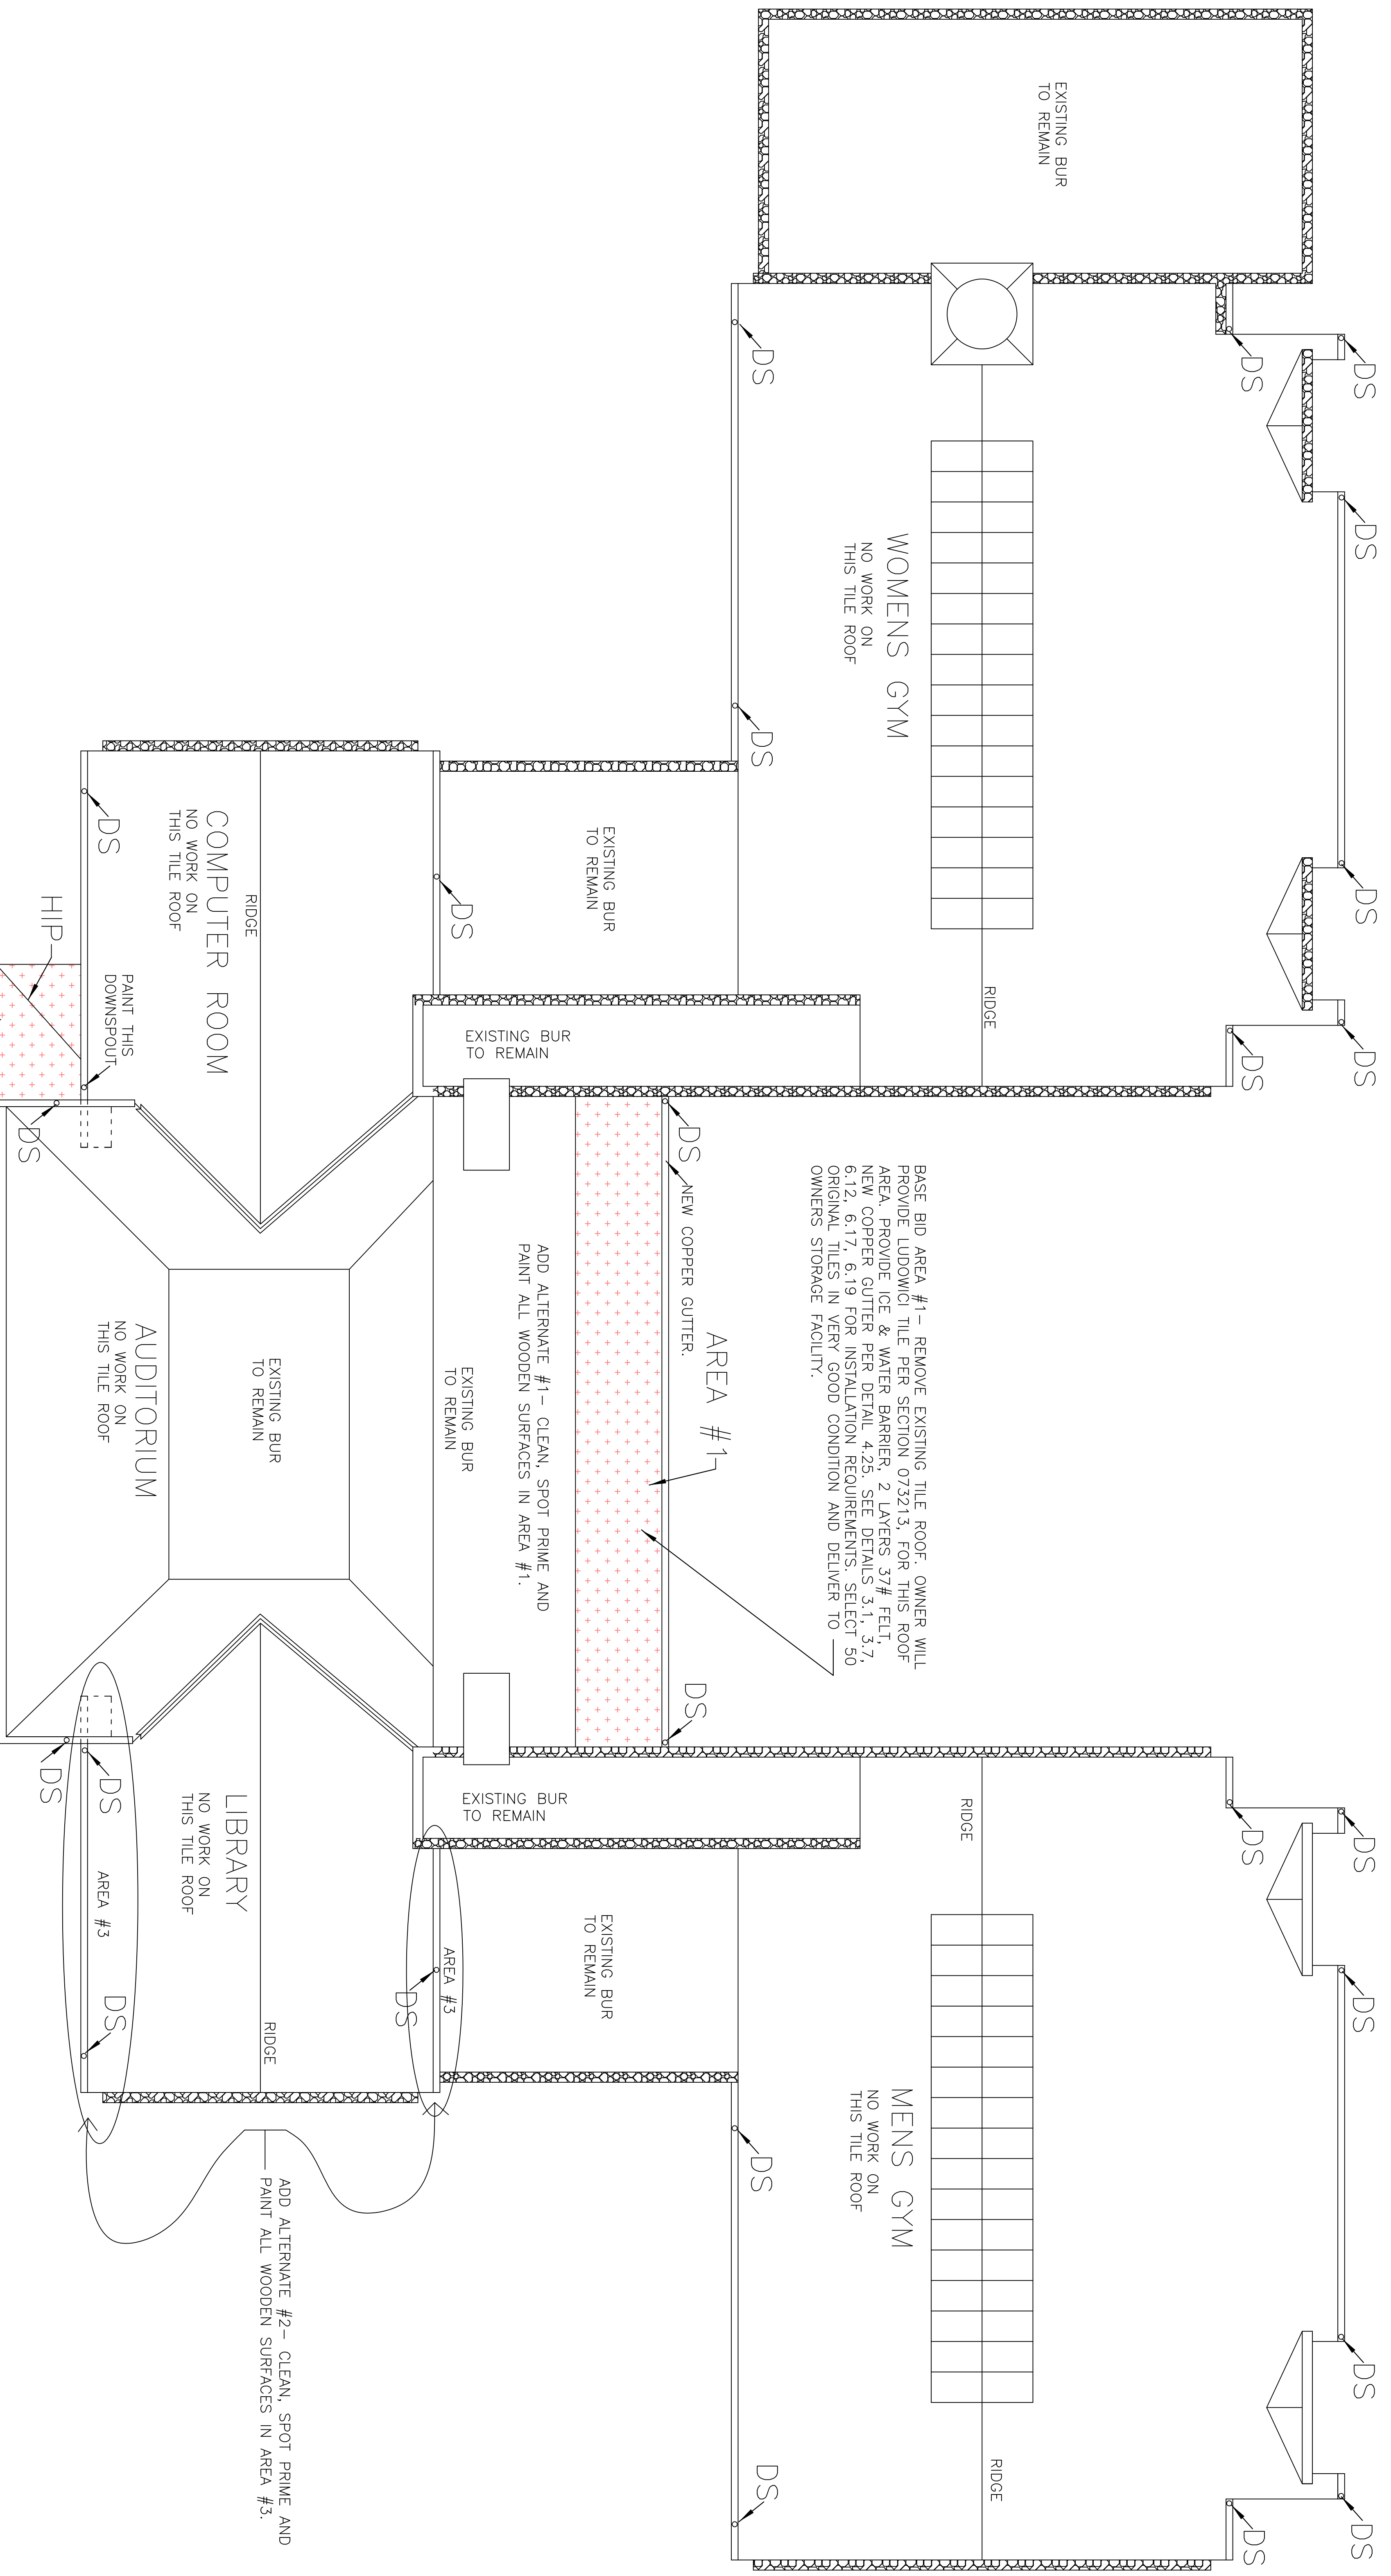 DS
DS
DS
DS
DS
DS
DS
DS
DS
DS
DS
DS
EXISTING BUR
TO REMAIN
RIDGE
RIDGE
RIDGE
WOMENS GYM
NO WORK ON
THIS TILE ROOF
BASE BID AREA #1– REMOVE EXISTING TILE ROOF. OWNER WILL
PROVIDE LUDOWICI TILE PER SECTION 073213, FOR THIS ROOF
AREA. PROVIDE ICE & WATER BARRIER, 2 LAYERS 37# FELT,
NEW COPPER GUTTER PER DETAIL 4.25. SEE DETAILS 3.1, 3.7,
6.12, 6.17, 6.19 FOR INSTALLATION REQUIREMENTS. SELECT 50
ORIGINAL TILES IN VERY GOOD CONDITION AND DELIVER TO
OWNERS STORAGE FACILITY.
MENS GYM
NO WORK ON
THIS TILE ROOF
DS
DS
AREA #1
DS
DS
DS
NEW COPPER GUTTER.
DS
EXISTING BUR
TO REMAIN
EXISTING BUR
TO REMAIN
ADD ALTERNATE #1– CLEAN, SPOT PRIME AND
PAINT ALL WOODEN SURFACES IN AREA #1.
EXISTING BUR
TO REMAIN
EXISTING BUR
TO REMAIN
EXISTING BUR
TO REMAIN
DS
AREA #3
DS
RIDGE
EXISTING BUR
TO REMAIN
RIDGE
ADD ALTERNATE #2– CLEAN, SPOT PRIME AND
PAINT ALL WOODEN SURFACES IN AREA #3.
COMPUTER ROOM
NO WORK ON
THIS TILE ROOF
LIBRARY
NO WORK ON
THIS TILE ROOF
AUDITORIUM
NO WORK ON
THIS TILE ROOF
DS
PAINT THIS
DOWNSPOUT
DS
AREA #3
DS
HIP
DS
DS